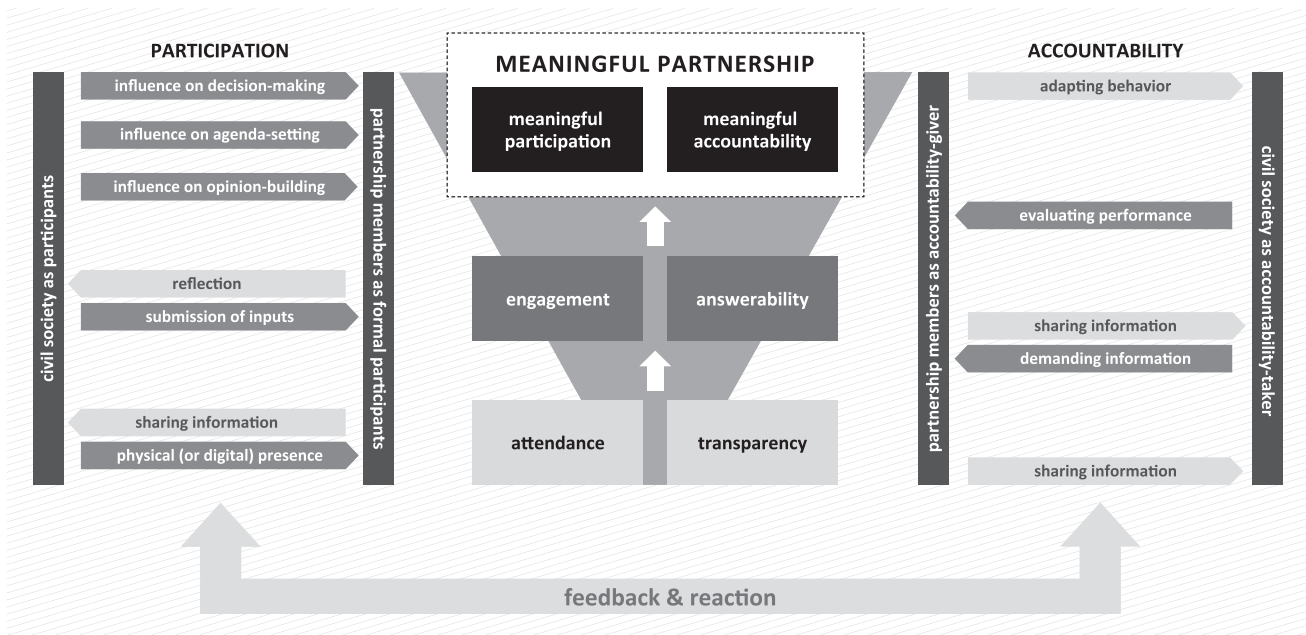 PARTICIPATION
civil society as participants
influence on decision-making
influence on agenda-setting
influence on opinion-building
reflection
submission of inputs
sharing information
physical (or digital) presence
partnership members as formal participants
MEANINGFUL PARTNERSHIP
meaningful
participation
meaningful
accountability
engagement
answerability
attendance
transparency
ACCOUNTABILITY
partnership members as accountability-giver
adapting behavior
evaluating performance
sharing information
demanding information
sharing information
civil society as accountability-taker
feedback & reaction